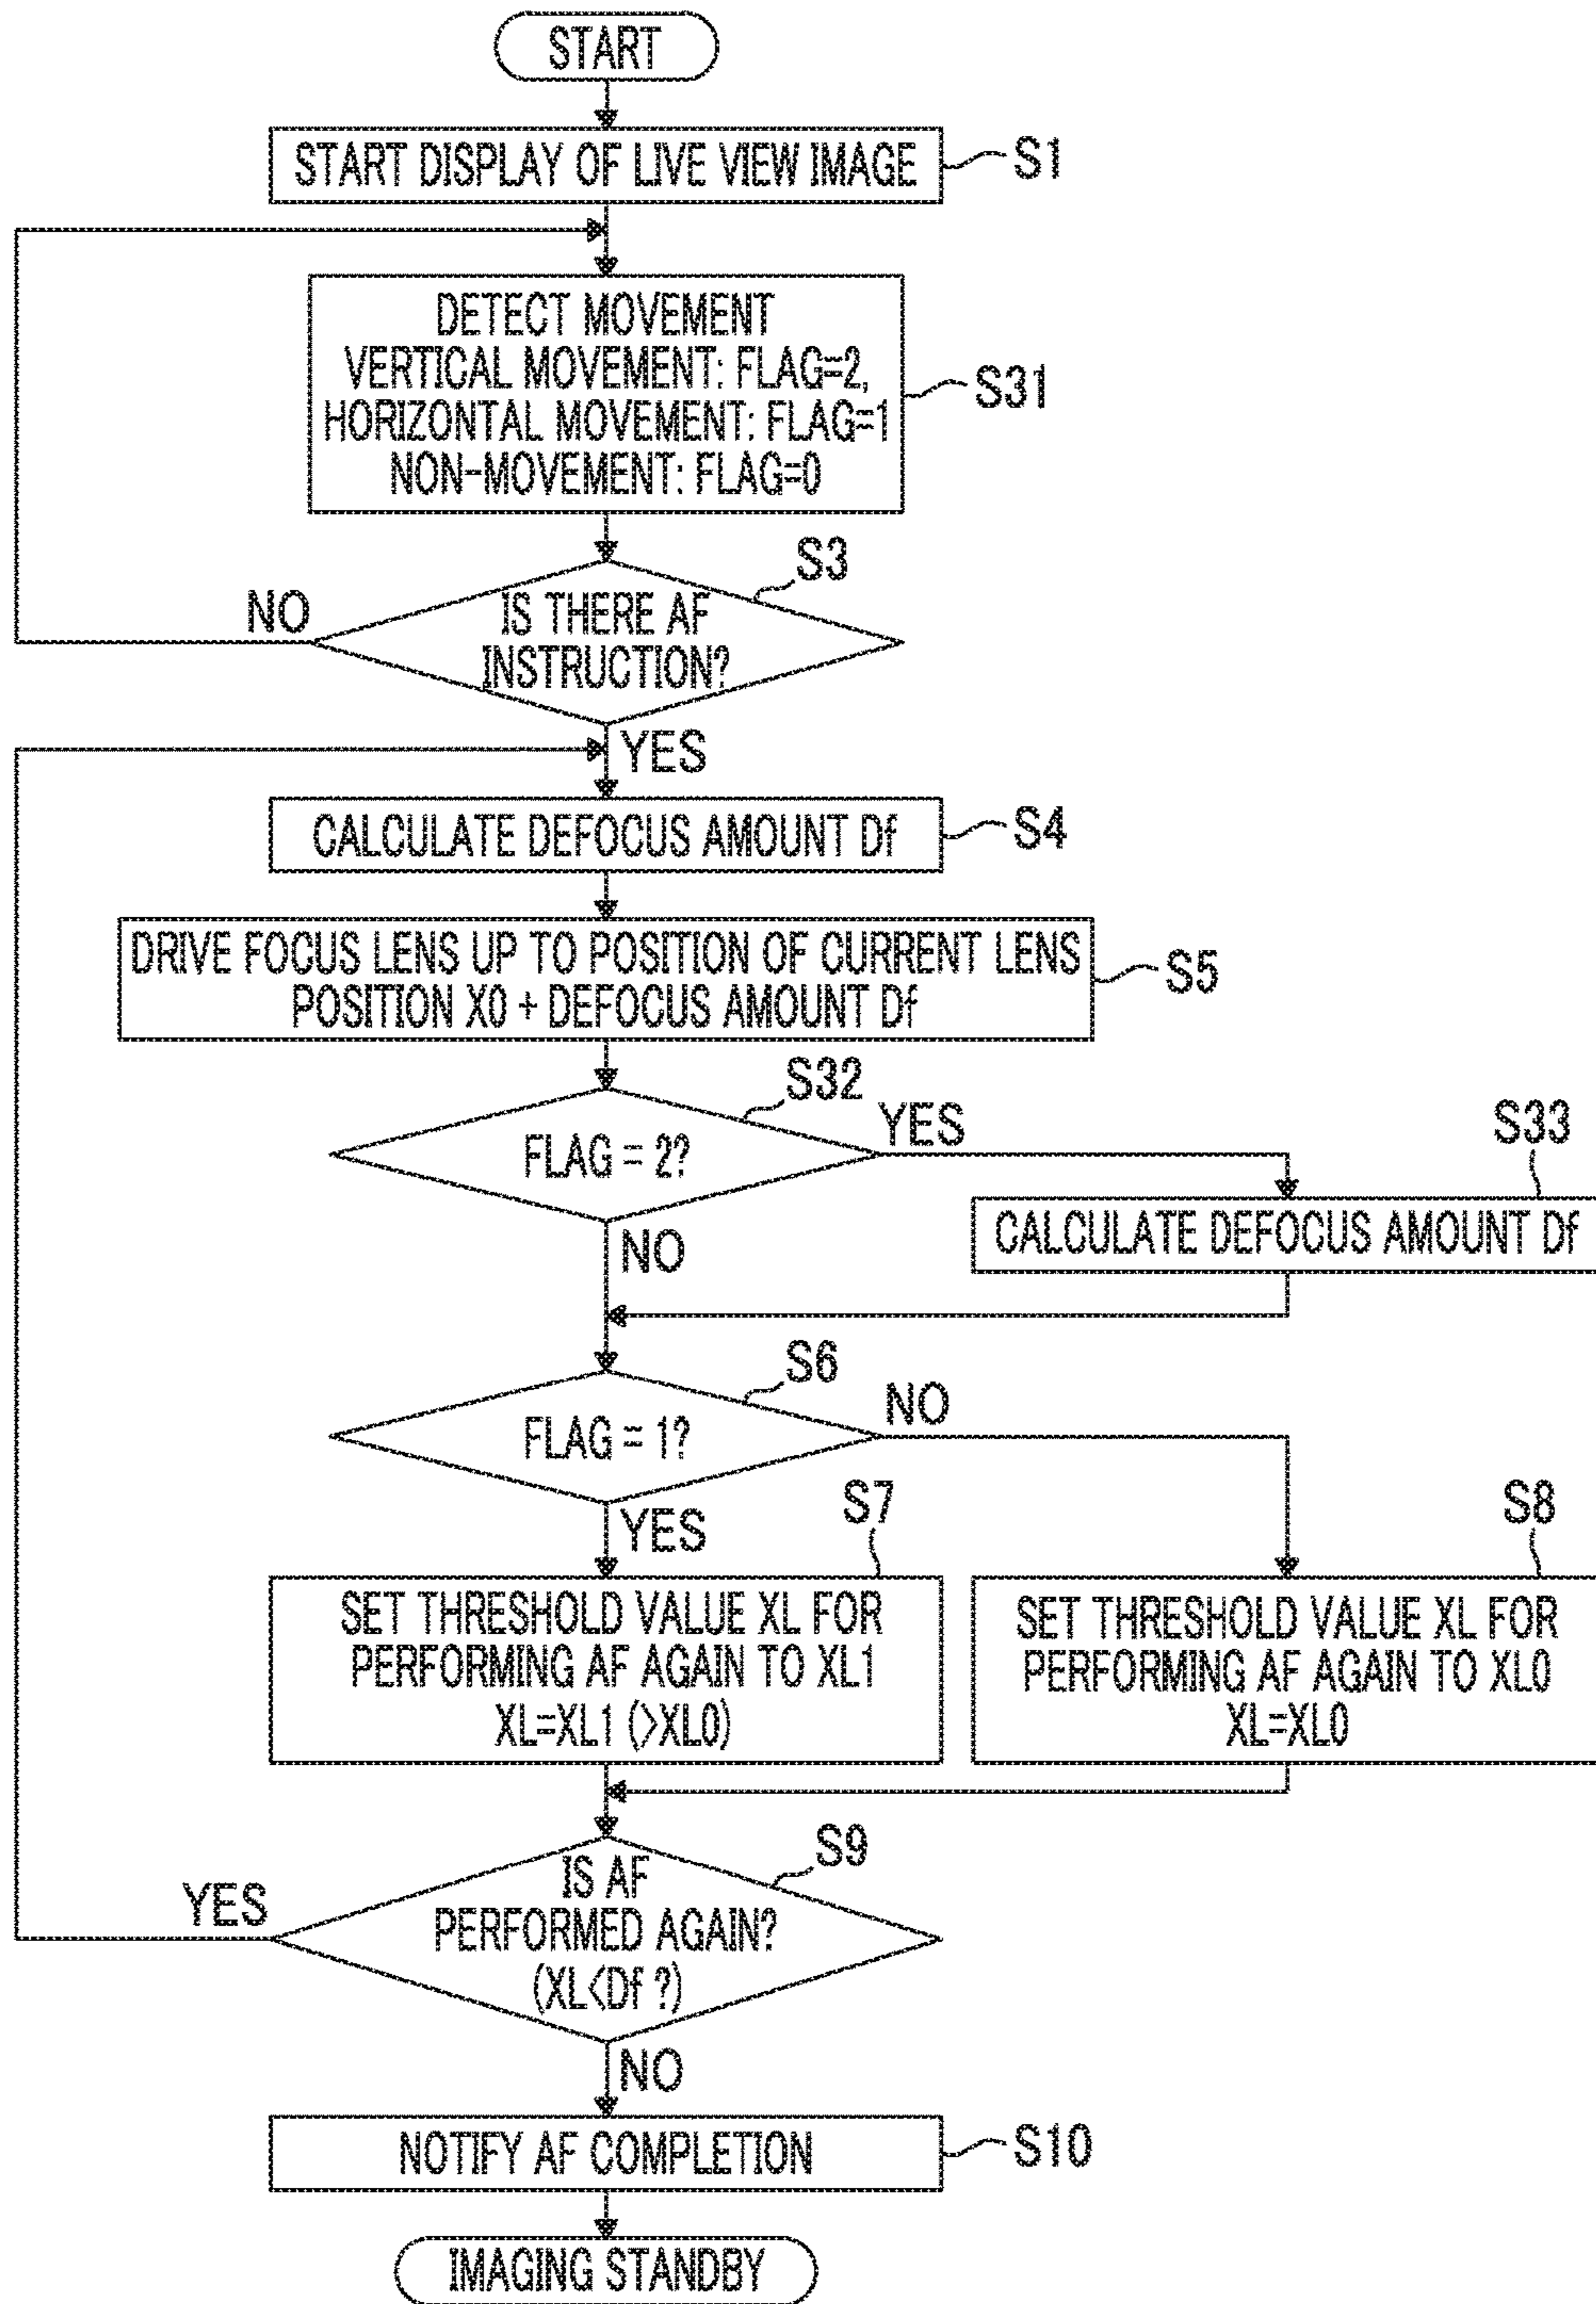 START
START DISPLAY OF LIVE VIEW IMAGE
S1
DETECT MOVEMENT
VERTICAL MOVEMENT: FLAG=2,
HORIZONTAL MOVEMENT: FLAG=1
NON-MOVEMENT: FLAG=0
S31
S3
NO
IS THERE AF
INSTRUCTION?
YES
CALCULATE DEFOCUS AMOUNT Df
S4
DRIVE FOCUS LENS UP TO POSITION OF CURRENT LENS
POSITION X0 + DEFOCUS AMOUNT Df
S5
S32
FLAG = 2?
YES
S33
NO
CALCULATE DEFOCUS AMOUNT Df
S6
FLAG = 1?
NO
YES
S7
S8
SET THRESHOLD VALUE XL FOR
PERFORMING AF AGAIN TO XL1
XL=XL1 (>XL0)
SET THRESHOLD VALUE XL FOR
PERFORMING AF AGAIN TO XL0
XL=XL0
S9
YES
IS AF
PERFORMED AGAIN?
(XL<Df ?)
NO
NOTIFY AF COMPLETION
S10
IMAGING STANDBY